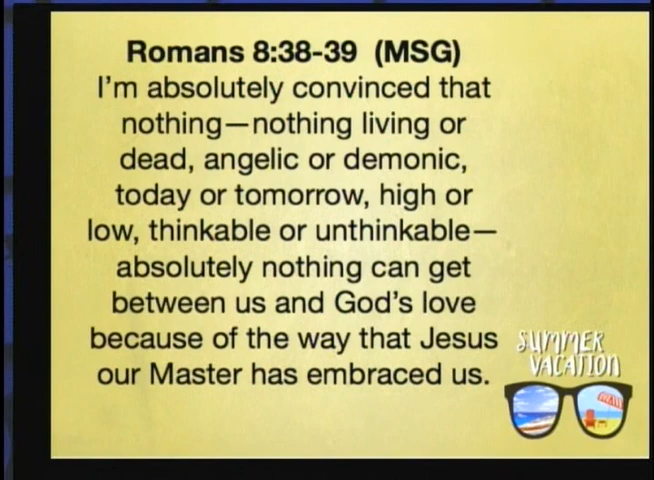 Romans 8:38-39 (MSG)
I'm absolutely convinced that
nothing—nothing living or
dead, angelic or demonic,
today or tomorrow, high or
low, thinkable or unthinkable—
absolutely nothing can get
between us and God's love
because of the way that Jesus
our Master has embraced us.
SUMMER
VACATION